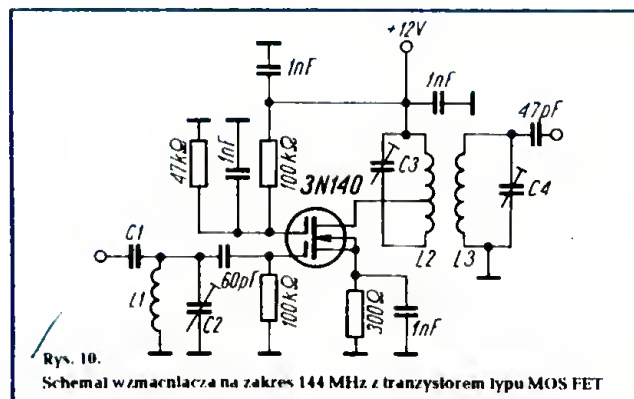 +12V
1nF
1nF
47pF
47kΩ
1nF
100kΩ
3N140
C3
C4
C1
60pF
L2
L3
L1
C2
100kΩ
300Ω
1nF
Rys. 10.
Schemat wzmacniacza na zakres 144 MHz z tranzystorem typu MOS FET